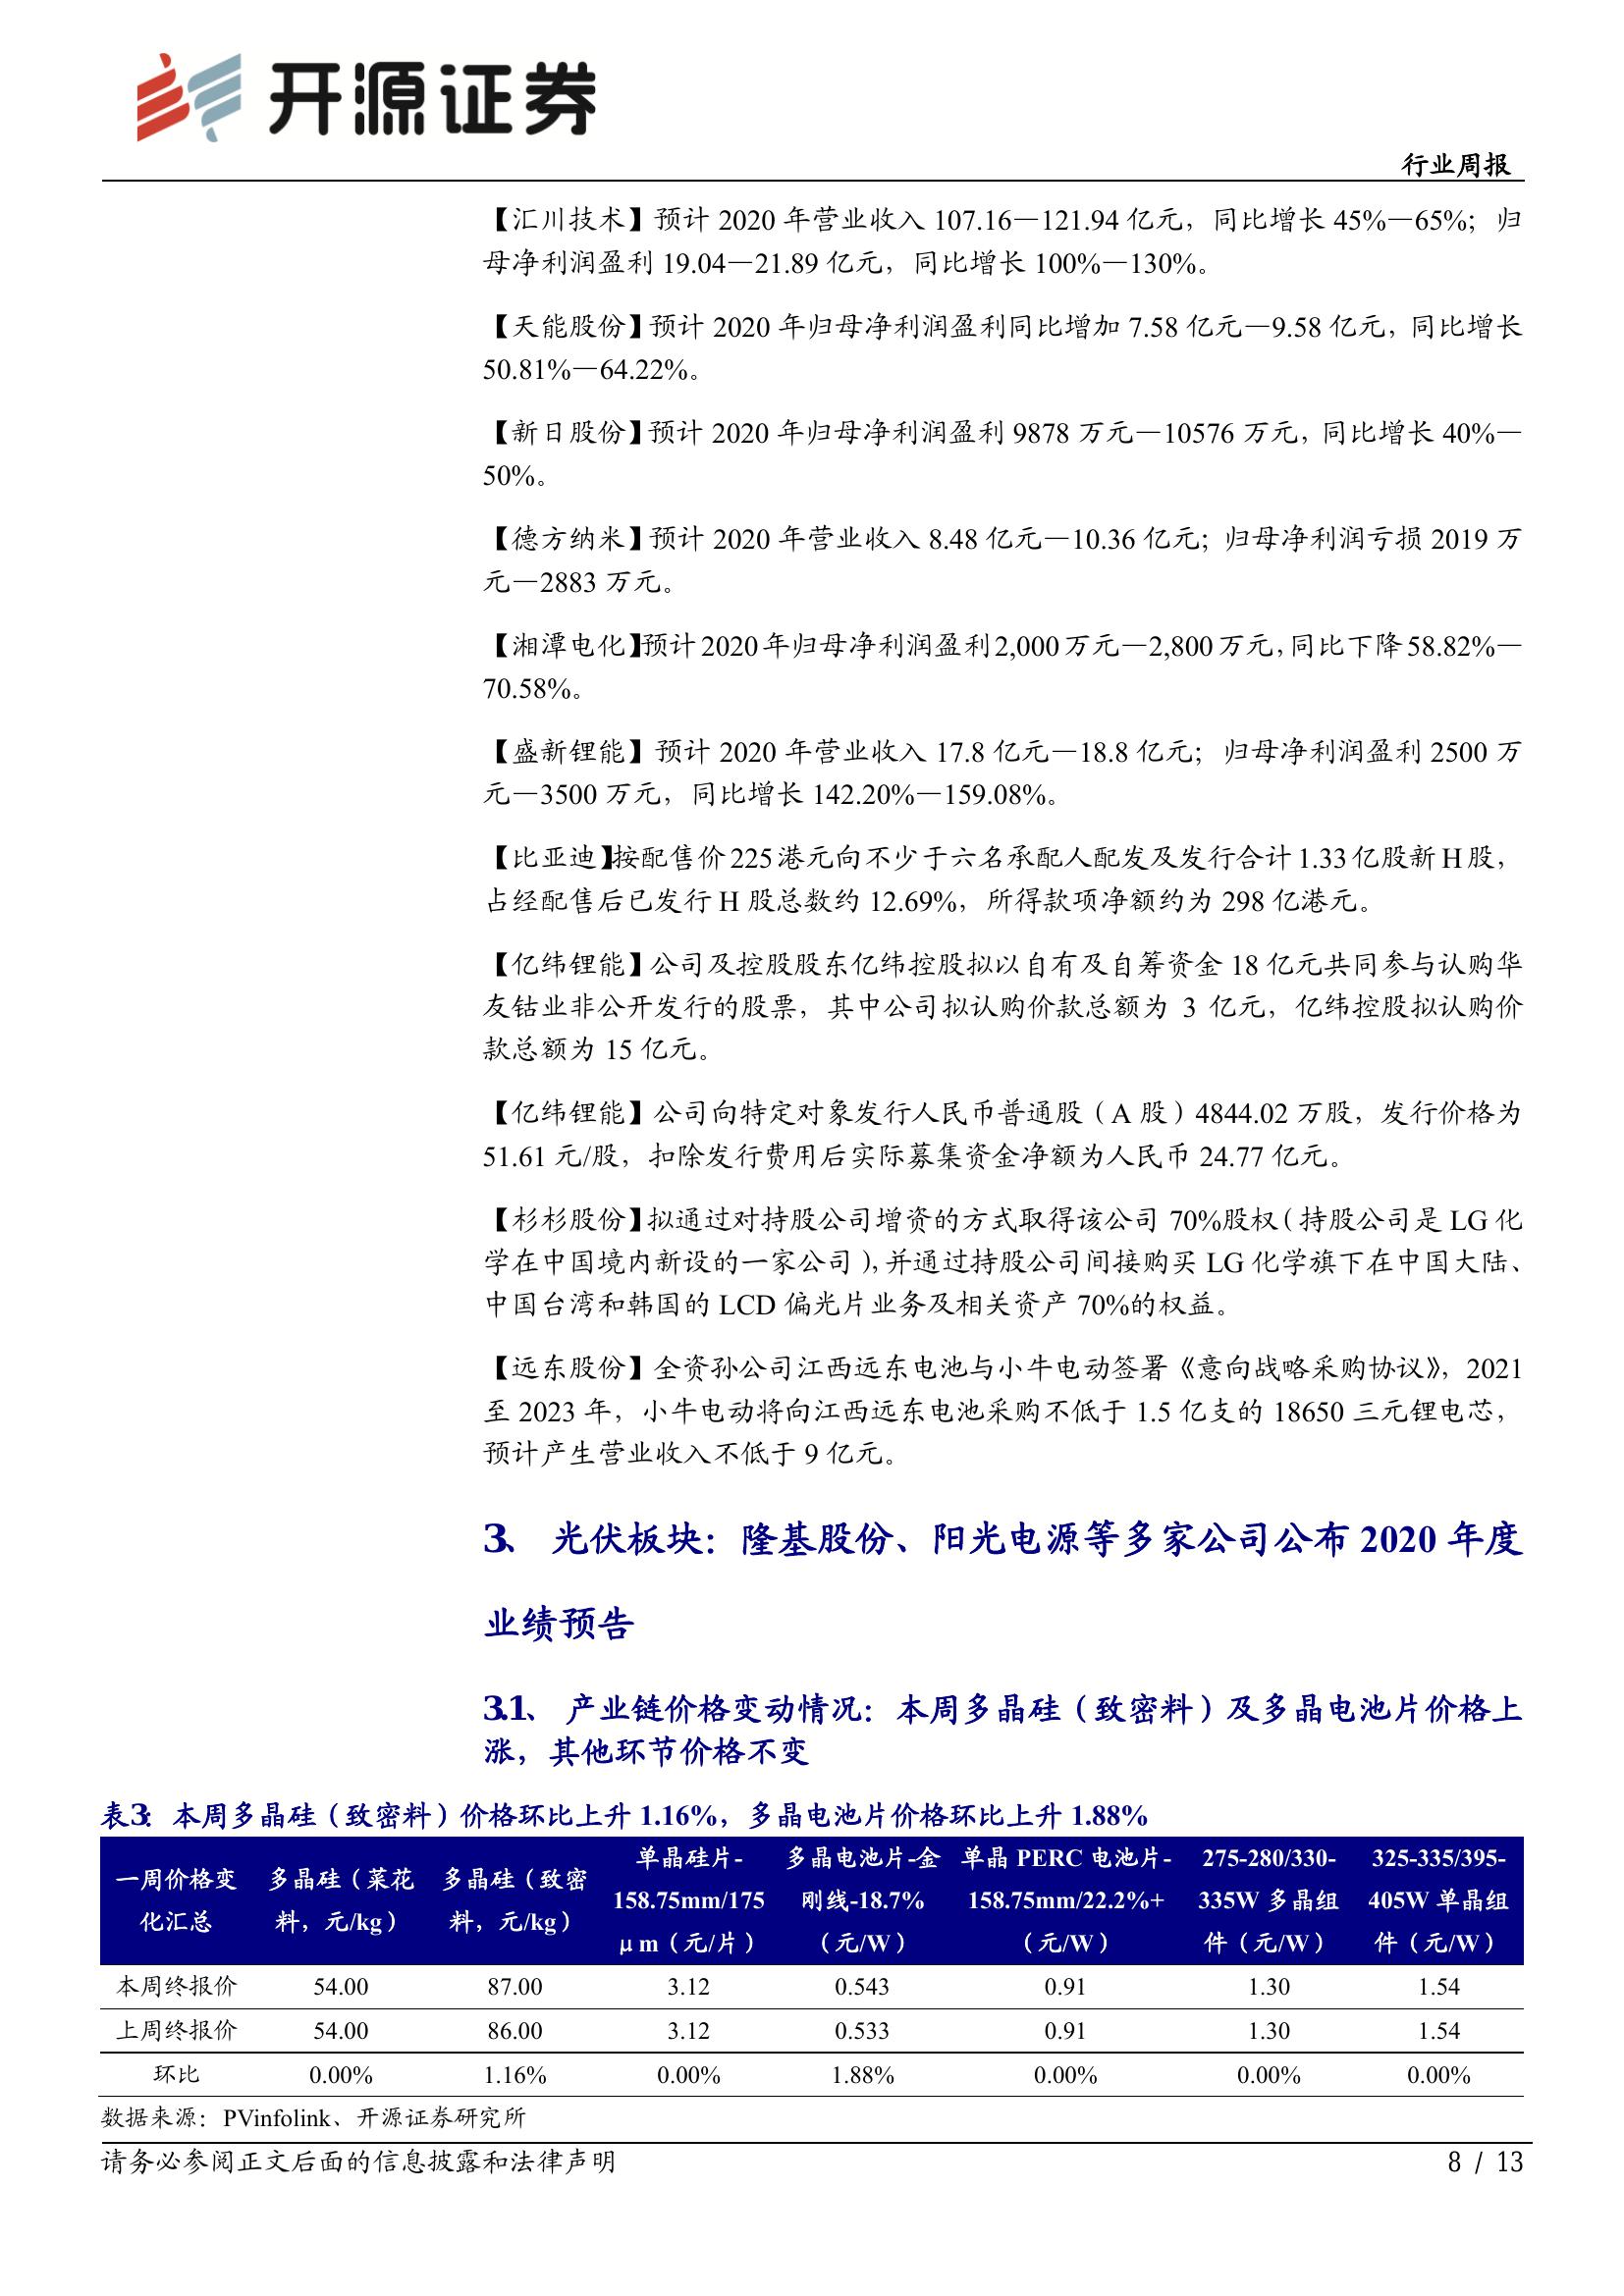 开源证券
行业周报
【汇川技术】预计 2020 年营业收入 107.16—121.94 亿元，同比增长 45%—65%；归
母净利润盈利 19.04—21.89 亿元，同比增长 100%—130%。
【天能股份】预计 2020 年归母净利润盈利同比增加 7.58 亿元—9.58 亿元，同比增长
50.81%—64.22%。
【新日股份】预计 2020 年归母净利润盈利 9878 万元—10576 万元，同比增长 40%—
50%。
【德方纳米】预计 2020 年营业收入 8.48 亿元—10.36 亿元；归母净利润亏损 2019 万
元—2883 万元。
【湘潭电化】预计 2020 年归母净利润盈利 2,000 万元—2,800 万元，同比下降 58.82%—
70.58%。
【盛新锂能】预计 2020 年营业收入 17.8 亿元—18.8 亿元；归母净利润盈利 2500 万
元—3500 万元，同比增长 142.20%—159.08%。
【比亚迪】按配售价 225 港元向不少于六名承配人配发及发行合计 1.33 亿股新 H 股，
占经配售后已发行 H 股总数约 12.69%，所得款项净额约为 298 亿港元。
【亿纬锂能】公司及控股股东亿纬控股拟以自有及自筹资金 18 亿元共同参与认购华
友钴业非公开发行的股票，其中公司拟认购价款总额为 3 亿元，亿纬控股拟认购价
款总额为 15 亿元。
【亿纬锂能】公司向特定对象发行人民币普通股（A 股）4844.02 万股，发行价格为
51.61 元/股，扣除发行费用后实际募集资金净额为人民币 24.77 亿元。
【杉杉股份】拟通过对持股公司增资的方式取得该公司 70%股权（持股公司是 LG 化
学在中国境内新设的一家公司），并通过持股公司间接购买 LG 化学旗下在中国大陆、
中国台湾和韩国的 LCD 偏光片业务及相关资产 70%的权益。
【远东股份】全资孙公司江西远东电池与小牛电动签署《意向战略采购协议》，2021
至 2023 年，小牛电动将向江西远东电池采购不低于 1.5 亿支的 18650 三元锂电芯，
预计产生营业收入不低于 9 亿元。
3、 光伏板块：隆基股份、阳光电源等多家公司公布 2020 年度
业绩预告
3.1、 产业链价格变动情况：本周多晶硅（致密料）及多晶电池片价格上
涨，其他环节价格不变
表3： 本周多晶硅（致密料）价格环比上升 1.16%，多晶电池片价格环比上升 1.88%
一周价格变 多晶硅（菜花 多晶硅（致密 单晶硅片- 多晶电池片-金 单晶 PERC 电池片- 275-280/330- 325-335/395-
化汇总 料，元/kg） 料，元/kg） 158.75mm/175 刚线-18.7% 158.75mm/22.2%+ 335W 多晶组 405W 单晶组
μm（元/片） （元/W） （元/W） 件（元/W） 件（元/W）
本周终报价 54.00 87.00 3.12 0.543 0.91 1.30 1.54
上周终报价 54.00 86.00 3.12 0.533 0.91 1.30 1.54
环比 0.00% 1.16% 0.00% 1.88% 0.00% 0.00% 0.00%
数据来源：PVinfolink、开源证券研究所
请务必参阅正文后面的信息披露和法律声明 8 / 13